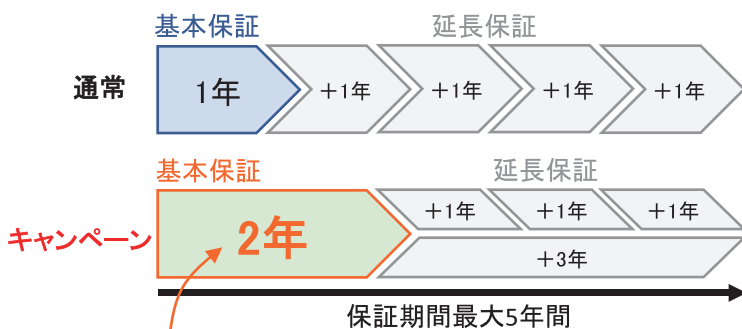 基本保証
延長保証
通常
1年
+1年
+1年
+1年
+1年
基本保証
延長保証
キャンペーン
2年
+1年
+1年
+1年
+3年
保証期間最大5年間